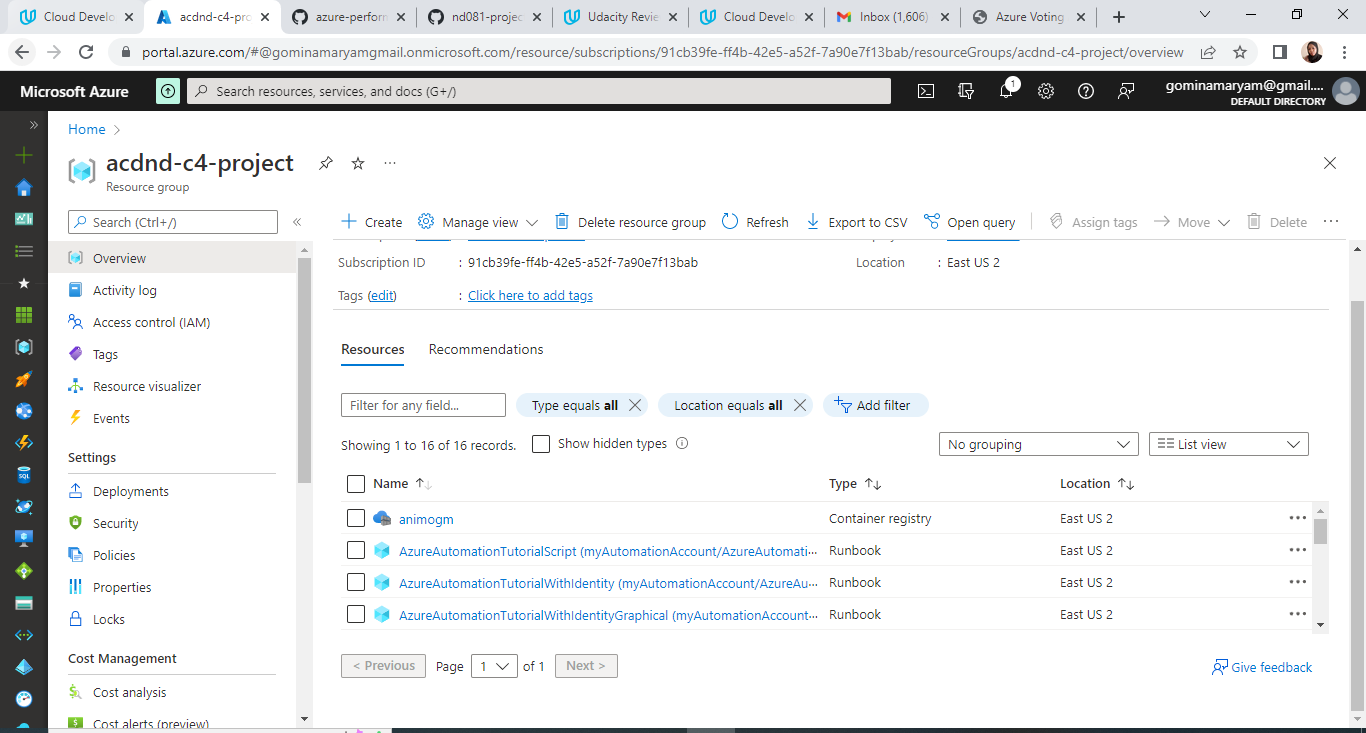 Cloud Develo
acdnd-c4-pro
azure-perform
nd081-projec
Udacity Revie
Cloud Develo
Inbox (1,606)
Azure Voting
portal.azure.com/#@gominamaryamgmail.onmicrosoft.com/resource/subscriptions/91cb39fe-ff4b-42e5-a52f-7a90e7f13bab/resourceGroups/acdnd-c4-project/overview
Microsoft Azure
Search resources, services, and docs (G+/)
1
gominamaryam@gmail....
DEFAULT DIRECTORY
Home
acdnd-c4-project
Resource group
Search (Ctrl+/)
Overview
Activity log
Access control (IAM)
Tags
Resource visualizer
Events
Settings
Deployments
Security
Policies
Properties
Locks
Cost Management
Cost analysis
Cost alerts (preview)
Create Manage view Delete resource group Refresh Export to CSV Open query Assign tags Move Delete
Subscription ID : 91cb39fe-ff4b-42e5-a52f-7a90e7f13bab Location : East US 2
Tags (edit) : Click here to add tags
Resources Recommendations
Filter for any field... Type equals all Location equals all Add filter
Showing 1 to 16 of 16 records. Show hidden types No grouping List view
Name Type Location
animogm Container registry East US 2
AzureAutomationTutorialScript (myAutomationAccount/AzureAutomati... Runbook East US 2
AzureAutomationTutorialWithIdentity (myAutomationAccount/AzureAu... Runbook East US 2
AzureAutomationTutorialWithIdentityGraphical (myAutomationAccount... Runbook East US 2
< Previous Page 1 of 1 Next > Give feedback